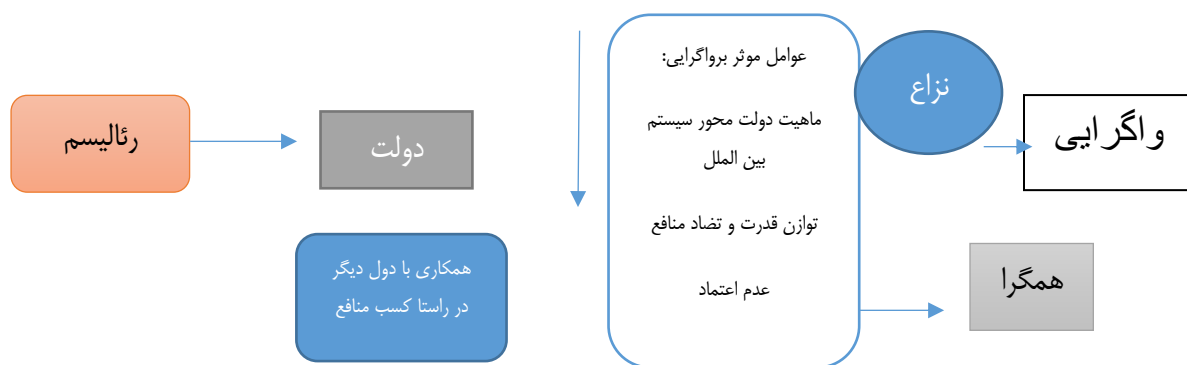 رئالیسم
دولت
همکاری با دول دیگر
در راستا کسب منافع
عوامل موثر برواگرایی:
ماهیت دولت محور سیستم
بین الملل
توازن قدرت و تضاد منافع
عدم اعتماد
نزاع
واگرایی
همگرا